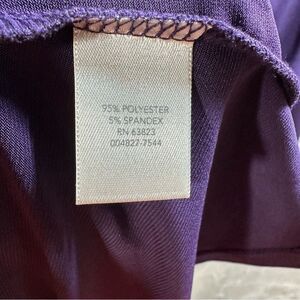 95% POLYESTER
5% SPANDEX
RN 63823
004827-7544